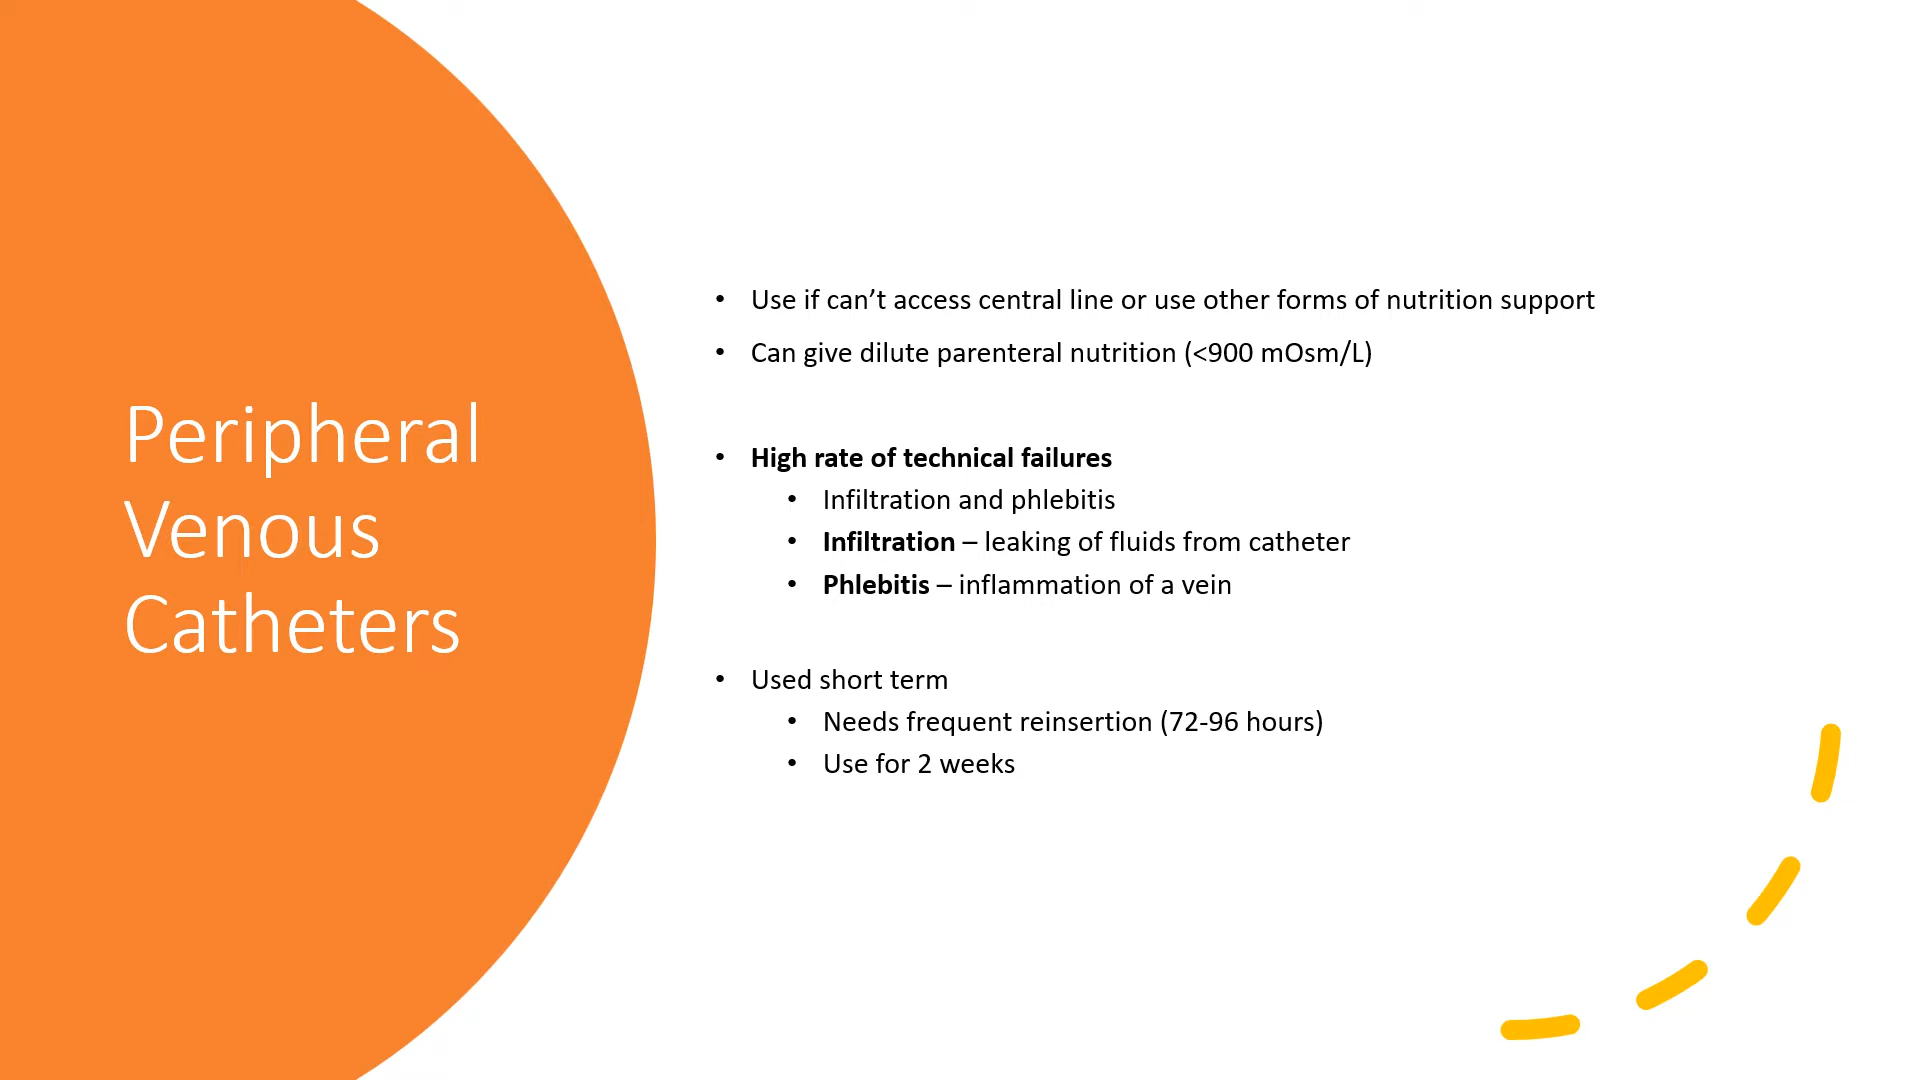 Peripheral
Venous
Catheters
• Use if can’t access central line or use other forms of nutrition support
• Can give dilute parenteral nutrition (<900 mOsm/L)
• High rate of technical failures
• Infiltration and phlebitis
• Infiltration – leaking of fluids from catheter
• Phlebitis – inflammation of a vein
• Used short term
• Needs frequent reinsertion (72-96 hours)
• Use for 2 weeks